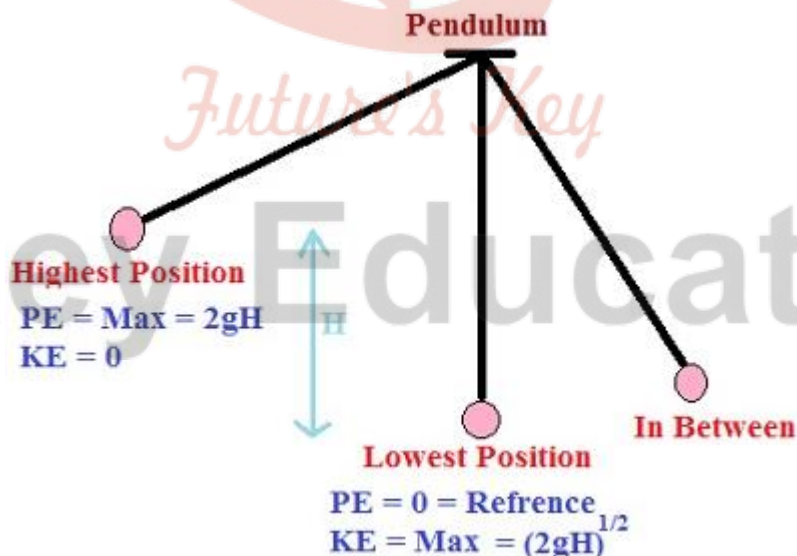 Pendulum
Future's Key
ey Educat
Highest Position
PE = Max = 2gH
KE = 0
H
In Between
Lowest Position
PE = 0 = Refrence
KE = Max = (2gH)^1/2